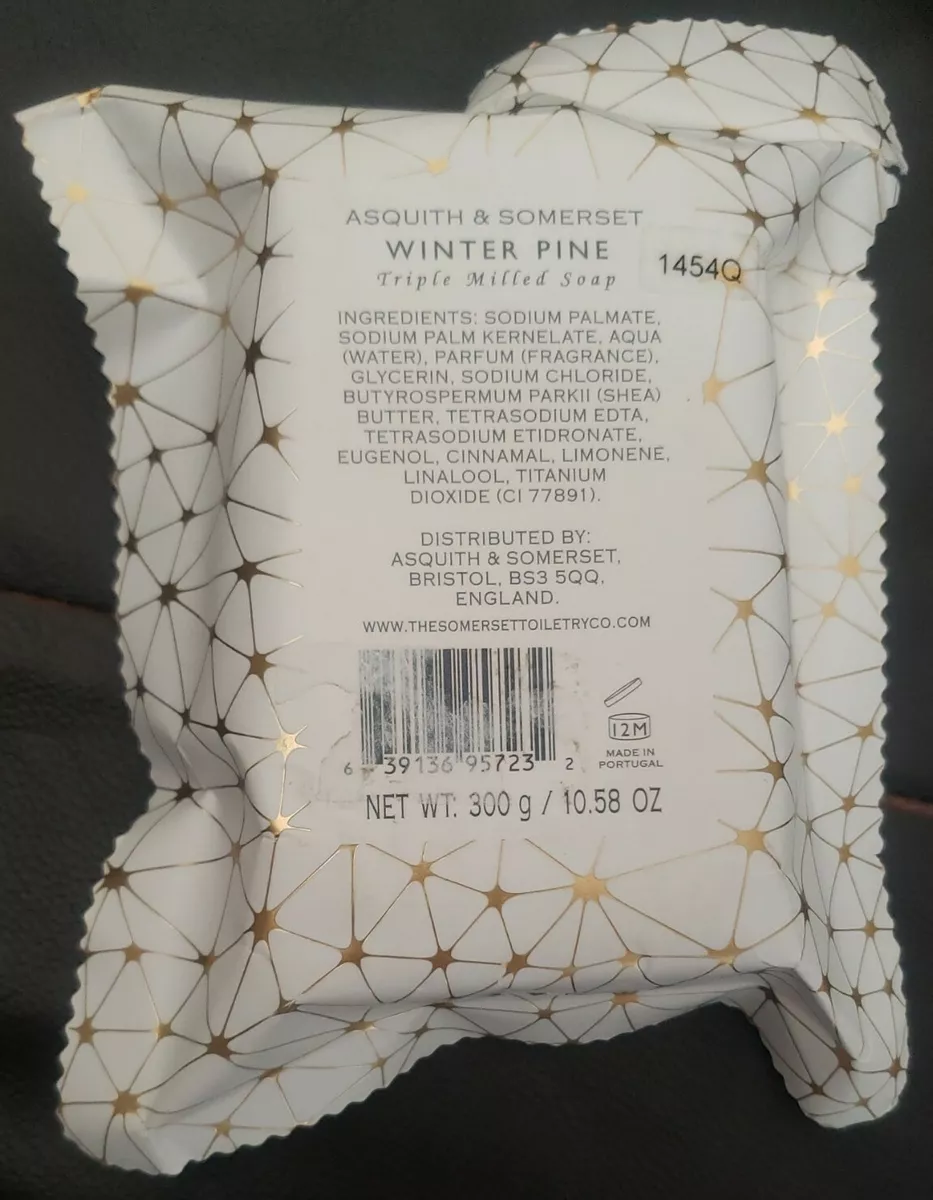 ASQUITH & SOMERSET
WINTER PINE
Triple Milled Soap
1454Q
INGREDIENTS: SODIUM PALMATE,
SODIUM PALM KERNELATE, AQUA
(WATER), PARFUM (FRAGRANCE),
GLYCERIN, SODIUM CHLORIDE,
BUTYROSPERMUM PARKII (SHEA)
BUTTER, TETRASODIUM EDTA,
TETRASODIUM ETIDRONATE,
EUGENOL, CINNAMAL, LIMONENE,
LINALOOL, TITANIUM
DIOXIDE (CI 77891).
DISTRIBUTED BY:
ASQUITH & SOMERSET,
BRISTOL, BS3 5QQ,
ENGLAND.
WWW.THESOMERSETTOILETRYCO.COM
12M
MADE IN
PORTUGAL
6 39136 95723 2
NET WT: 300 g / 10.58 OZ